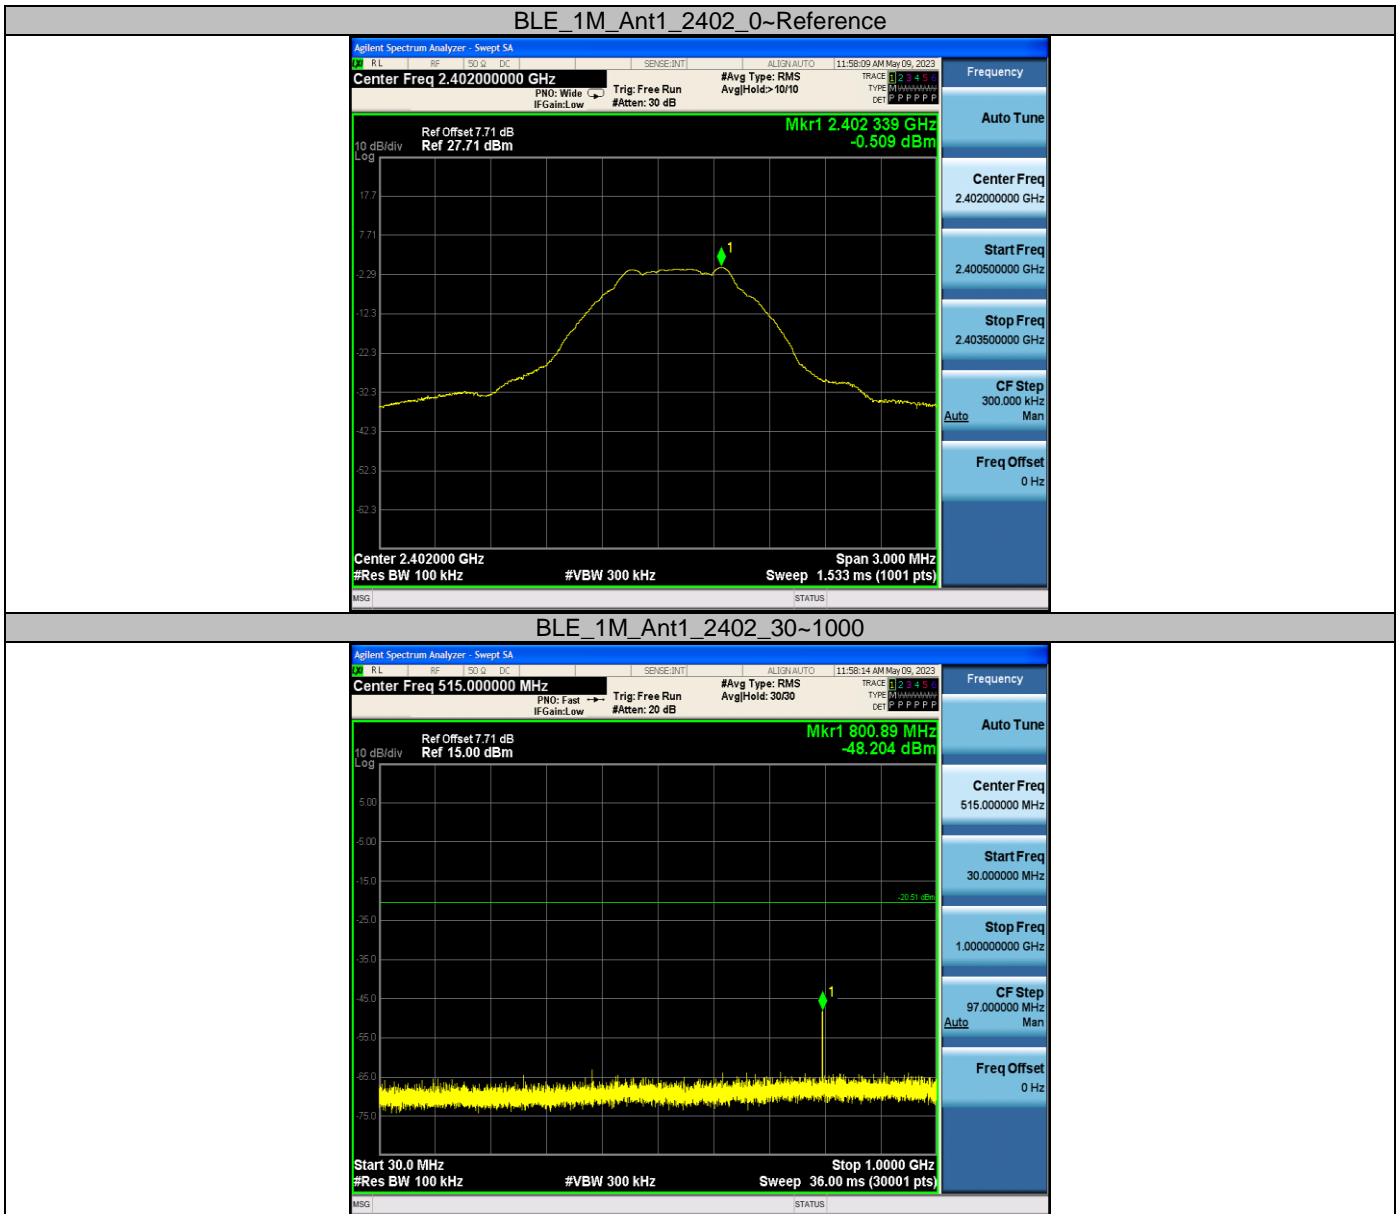 BLE_1M_Ant1_2402_0~Reference
Agilent Spectrum Analyzer - Swept SA
RL RF 50 Ω DC SENSE:INT ALIGN AUTO 11:58:09 AM May 09, 2023
Center Freq 2.402000000 GHz #Avg Type: RMS TRACE 1 2 3 4 5 6
PNO: Wide Trig: Free Run Avg|Hold:>10/10 TYPE M
IFGain:Low #Atten: 30 dB DET P P P P P P
Mkr1 2.402 339 GHz
-0.509 dBm
Ref Offset 7.71 dB
10 dB/div Ref 27.71 dBm
Log
17.7
7.71
-2.29
-12.3
-22.3
-32.3
-42.3
-52.3
-62.3
1
Center 2.402000 GHz Span 3.000 MHz
#Res BW 100 kHz #VBW 300 kHz Sweep 1.533 ms (1001 pts)
MSG STATUS
Frequency
Auto Tune
Center Freq
2.402000000 GHz
Start Freq
2.400500000 GHz
Stop Freq
2.403500000 GHz
CF Step
300.000 kHz
Auto Man
Freq Offset
0 Hz
BLE_1M_Ant1_2402_30~1000
Agilent Spectrum Analyzer - Swept SA
RL RF 50 Ω DC SENSE:INT ALIGN AUTO 11:58:14 AM May 09, 2023
Center Freq 515.000000 MHz #Avg Type: RMS TRACE 1 2 3 4 5 6
PNO: Fast Trig: Free Run Avg|Hold: 30/30 TYPE M
IFGain:Low #Atten: 20 dB DET P P P P P P
Mkr1 800.89 MHz
-48.204 dBm
Ref Offset 7.71 dB
10 dB/div Ref 15.00 dBm
Log
5.00
-5.00
-15.0
-25.0
-35.0
-45.0
-55.0
-65.0
-75.0
-20.51 dBm
1
Start 30.0 MHz Stop 1.0000 GHz
#Res BW 100 kHz #VBW 300 kHz Sweep 36.00 ms (30001 pts)
MSG STATUS
Frequency
Auto Tune
Center Freq
515.000000 MHz
Start Freq
30.000000 MHz
Stop Freq
1.000000000 GHz
CF Step
97.000000 MHz
Auto Man
Freq Offset
0 Hz